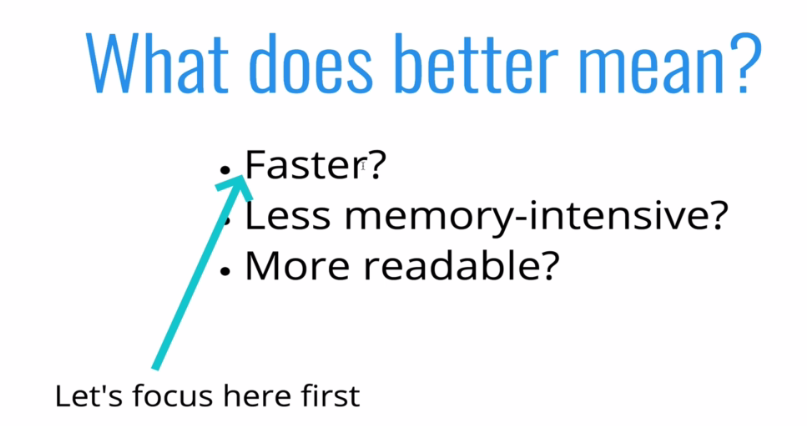 What does better mean?
• Faster?
• Less memory-intensive?
• More readable?
Let's focus here first